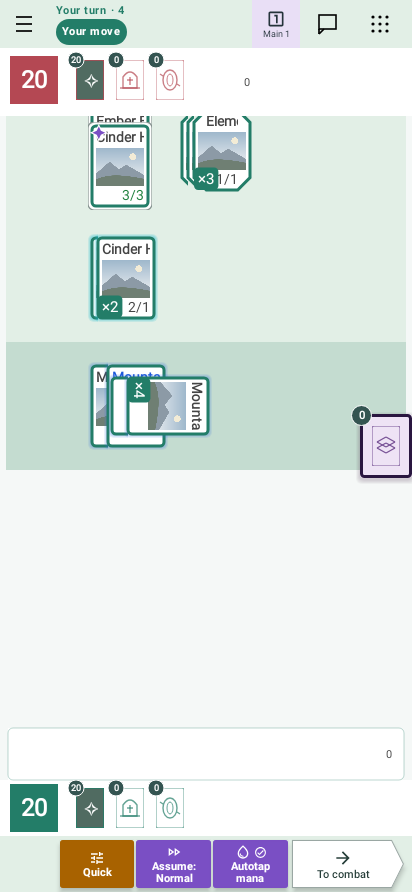 Your turn · 4
Your move
1
Main 1
20
20
0
0
0
Cinder H
3/3
Eleme
×3
1/1
Cinder H
×2
2/1
M
Mounta
×4
Mounta
0
0
20
20
0
0
Quick
Assume:
Normal
Autotap
mana
To combat